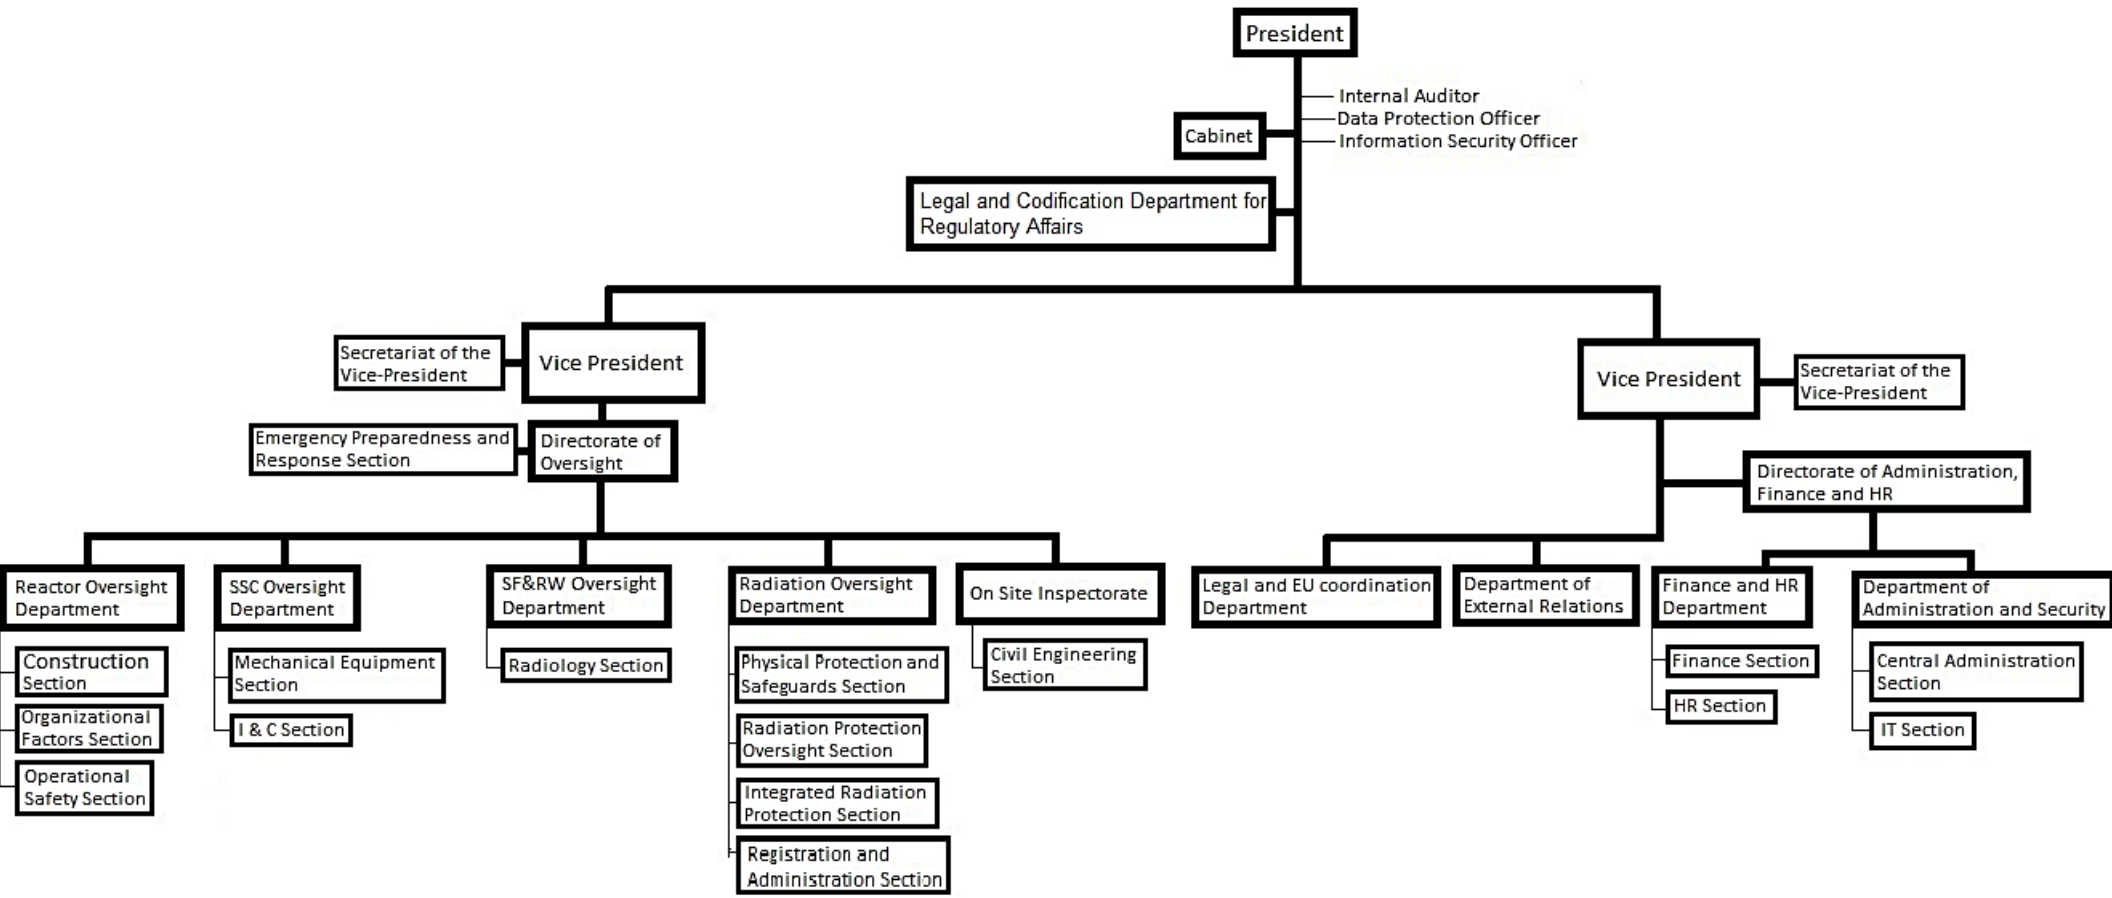 President
Internal Auditor
Data Protection Officer
Information Security Officer
Cabinet
Legal and Codification Department for
Regulatory Affairs
Secretariat of the
Vice-President
Vice President
Vice President
Secretariat of the
Vice-President
Emergency Preparedness and
Response Section
Directorate of
Oversight
Directorate of Administration,
Finance and HR
Reactor Oversight
Department
SSC Oversight
Department
SF&RW Oversight
Department
Radiation Oversight
Department
On Site Inspectorate
Legal and EU coordination
Department
Department of
External Relations
Finance and HR
Department
Department of
Administration and Security
Construction
Section
Organizational
Factors Section
Operational
Safety Section
Mechanical Equipment
Section
I & C Section
Radiology Section
Physical Protection and
Safeguards Section
Radiation Protection
Oversight Section
Integrated Radiation
Protection Section
Registration and
Administration Section
Civil Engineering
Section
Finance Section
HR Section
Central Administration
Section
IT Section